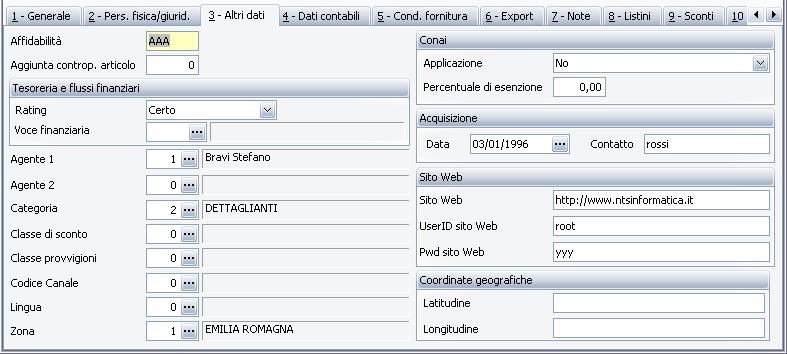 1 - Generale 2 - Pers. fisica/giurid. 3 - Altri dati 4 - Dati contabili 5 - Cond. fornitura 6 - Export 7 - Note 8 - Listini 9 - Sconti 10
Affidabilità AAA
Aggiunta controp. articolo 0
Tesoreria e flussi finanziari
Rating Certo
Voce finanziaria ...
Agente 1 1 ... Bravi Stefano
Agente 2 0 ...
Categoria 2 ... DETTAGLIANTI
Classe di sconto 0 ...
Classe provvigioni 0 ...
Codice Canale 0 ...
Lingua 0 ...
Zona 1 ... EMILIA ROMAGNA
Conai
Applicazione No
Percentuale di esenzione 0,00
Acquisizione
Data 03/01/1996 ... Contatto rossi
Sito Web
Sito Web http://www.ntsinformatica.it
UserID sito Web root
Pwd sito Web yyy
Coordinate geografiche
Latitudine
Longitudine